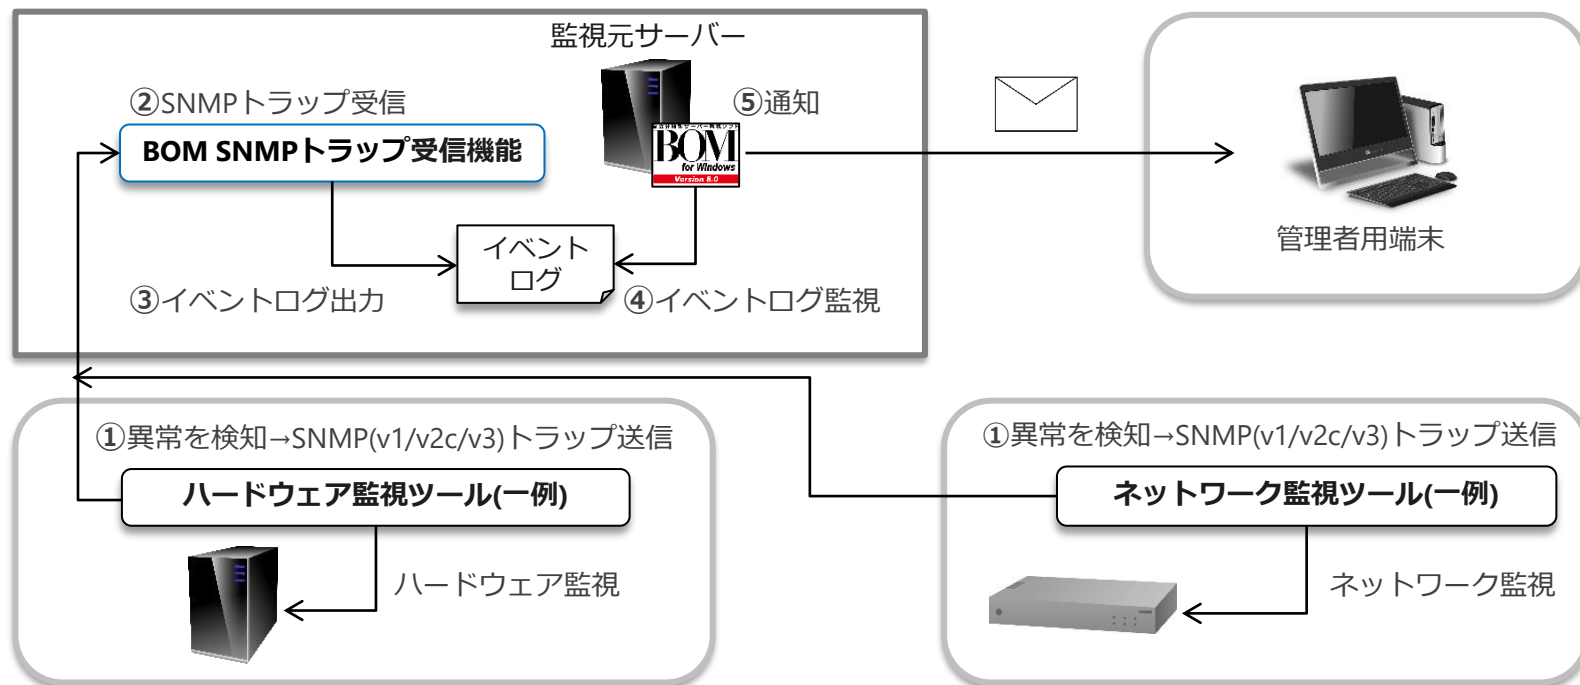 監視元サーバー
②SNMPトラップ受信
⑤通知
BOM SNMPトラップ受信機能
BOM
for Windows
Version 8.0
イベント
ログ
管理者用端末
③イベントログ出力
④イベントログ監視
①異常を検知→SNMP(v1/v2c/v3)トラップ送信
ハードウェア監視ツール(一例)
ハードウェア監視
①異常を検知→SNMP(v1/v2c/v3)トラップ送信
ネットワーク監視ツール(一例)
ネットワーク監視